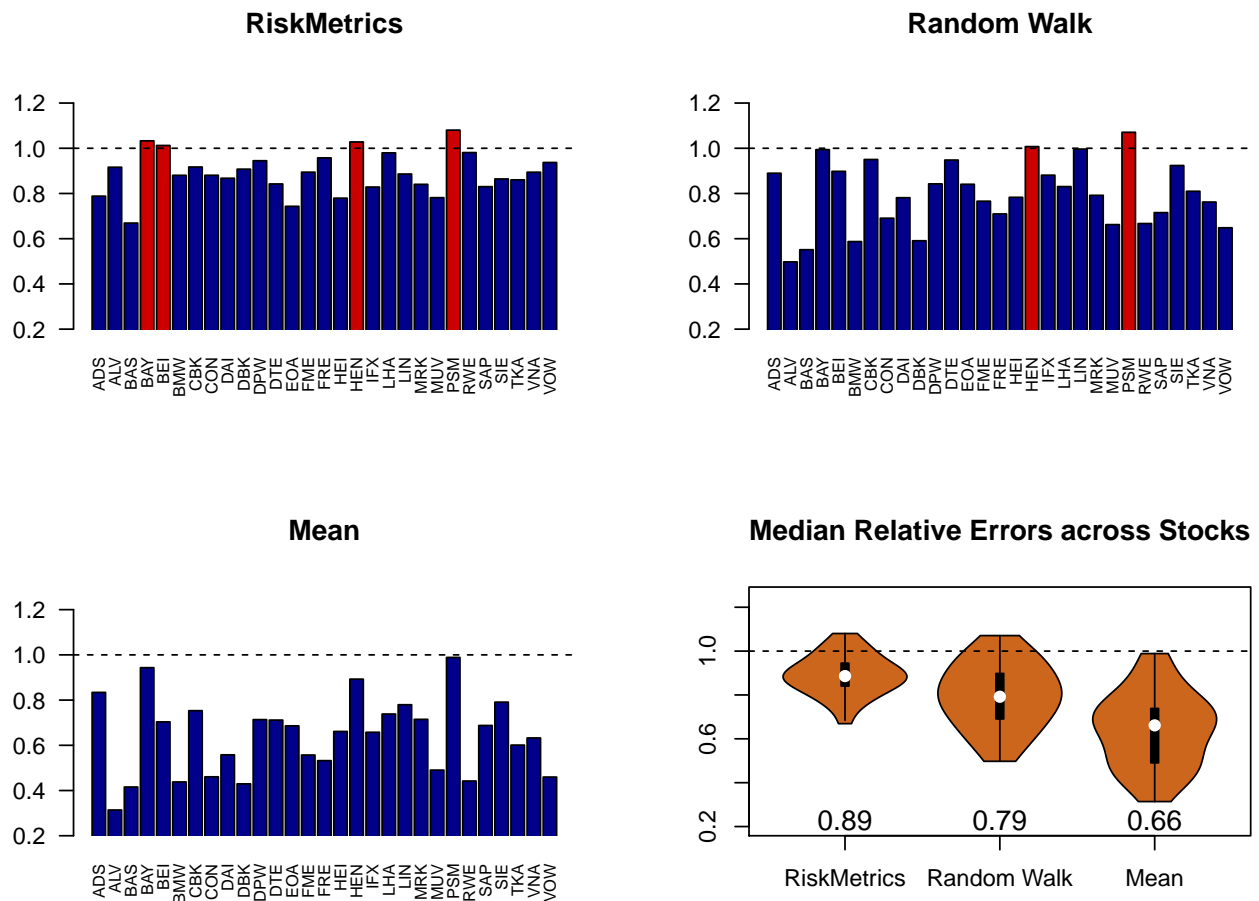 RiskMetrics
1.2
1.0
0.8
0.6
0.4
0.2
ADS ALV BAS BAY BEI BMW CBK CON DAI DBK DPW DTE EOA FME FRE HEI HEN IFX LHA LIN MRK MUV PSM RWE SAP SIE TKA VNA VOW
Random Walk
1.2
1.0
0.8
0.6
0.4
0.2
ADS ALV BAS BAY BEI BMW CBK CON DAI DBK DPW DTE EOA FME FRE HEI HEN IFX LHA LIN MRK MUV PSM RWE SAP SIE TKA VNA VOW
Mean
1.2
1.0
0.8
0.6
0.4
0.2
ADS ALV BAS BAY BEI BMW CBK CON DAI DBK DPW DTE EOA FME FRE HEI HEN IFX LHA LIN MRK MUV PSM RWE SAP SIE TKA VNA VOW
Median Relative Errors across Stocks
1.0
0.6
0.2
0.89 0.79 0.66
RiskMetrics Random Walk Mean